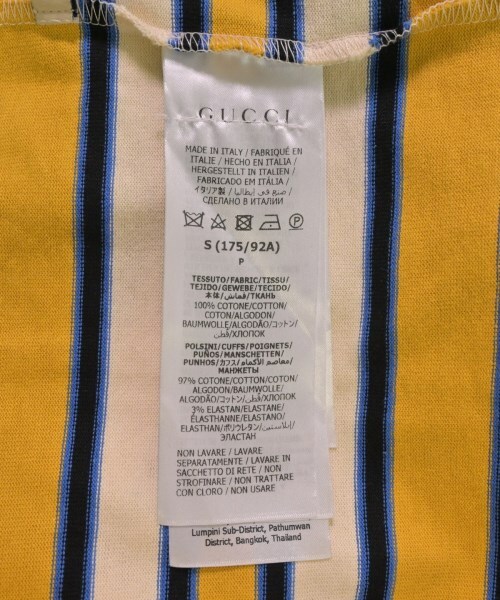 GUCCI
MADE IN ITALY / FABRIQUÉ EN
ITALIE / HECHO EN ITALIA /
HERGESTELLT IN ITALIEN /
FABRICADO EM ITÁLIA /
イタリア製 / صنع في إيطاليا /
СДЕЛАНО В ИТАЛИИ
P
S (175/92A)
P
TESSUTO/FABRIC/TISSU/
TEJIDO/GEWEBE/TECIDO/
本体/قماش/ТКАНЬ
100% COTONE/COTTON/
COTON/ALGODON/
BAUMWOLLE/ALGODÃO/コットン/
قطن/ХЛОПОК
POLSINI/CUFFS/POIGNETS/
PUÑOS/MANSCHETTEN/
PUNHOS/カフス/معاصم الأكمام/
МАНЖЕТЫ
97% COTONE/COTTON/COTON/
ALGODON/BAUMWOLLE/
ALGODÃO/コットン/قطن/ХЛОПОК
3% ELASTAN/ELASTANE/
ÉLASTHANNE/ELASTANO/
ELASTHAN/ポリウレタン/إيلاستين/
ЭЛАСТАН
NON LAVARE / LAVARE
SEPARATAMENTE / LAVARE IN
SACCHETTO DI RETE / NON
STROFINARE / NON TRATTARE
CON CLORO / NON USARE
Lumpini Sub-District, Pathumwan
District, Bangkok, Thailand